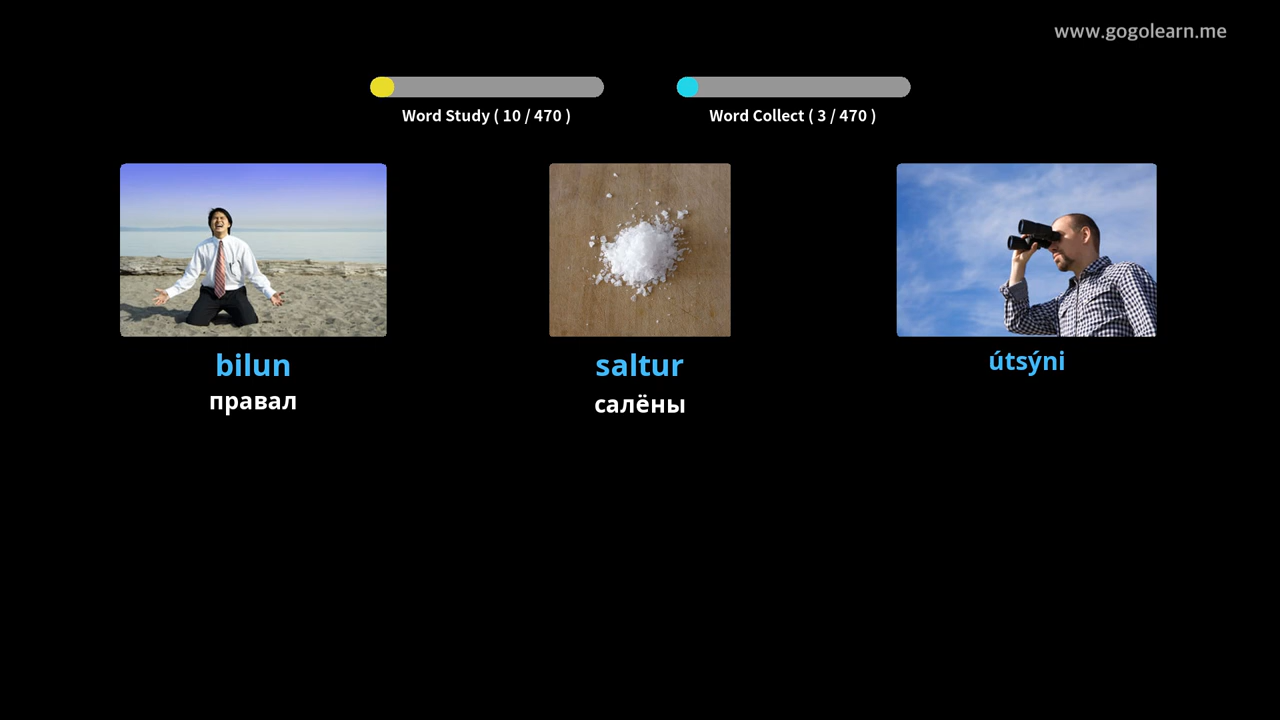 www.gogolearn.me
Word Study ( 10 / 470 )
Word Collect ( 3 / 470 )
bilun
правал
saltur
салёны
útsýni